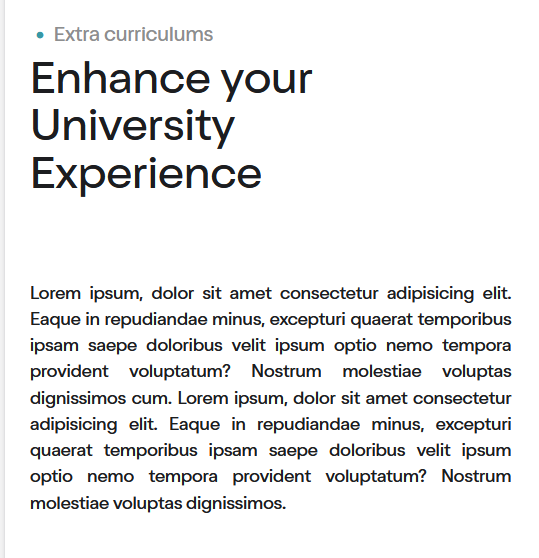 Extra curriculums
Enhance your
University
Experience
Lorem ipsum, dolor sit amet consectetur adipisicing elit.
Eaque in repudiandae minus, excepturi quaerat temporibus
ipsam saepe doloribus velit ipsum optio nemo tempora
provident voluptatum? Nostrum molestiae voluptas
dignissimos cum. Lorem ipsum, dolor sit amet consectetur
adipisicing elit. Eaque in repudiandae minus, excepturi
quaerat temporibus ipsam saepe doloribus velit ipsum
optio nemo tempora provident voluptatum? Nostrum
molestiae voluptas dignissimos.